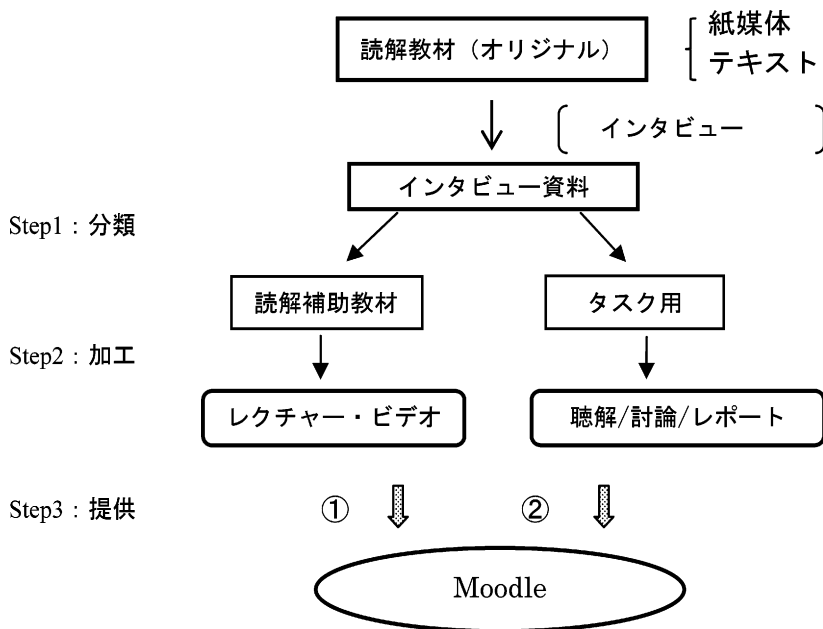 読解教材（オリジナル）
紙媒体
テキスト
インタビュー
インタビュー資料
Step1：分類
読解補助教材
タスク用
Step2：加工
レクチャー・ビデオ
聴解/討論/レポート
Step3：提供
①
②
Moodle